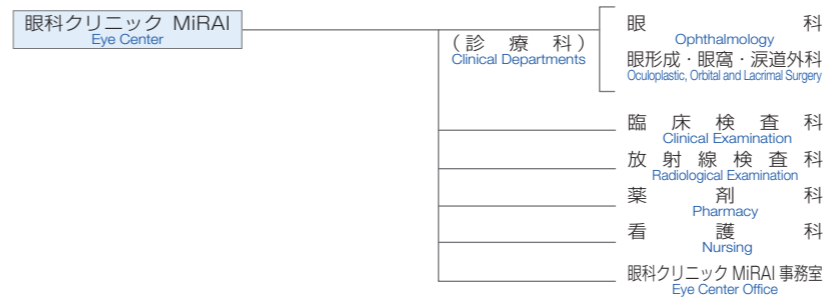 眼科クリニック MiRAI
Eye Center
(診療科)
Clinical Departments
眼科
Ophthalmology
眼形成・眼窩・涙道外科
Oculoplastic, Orbital and Lacrimal Surgery
臨床検査科
Clinical Examination
放射線検査科
Radiological Examination
薬剤科
Pharmacy
看護科
Nursing
眼科クリニック MiRAI 事務室
Eye Center Office